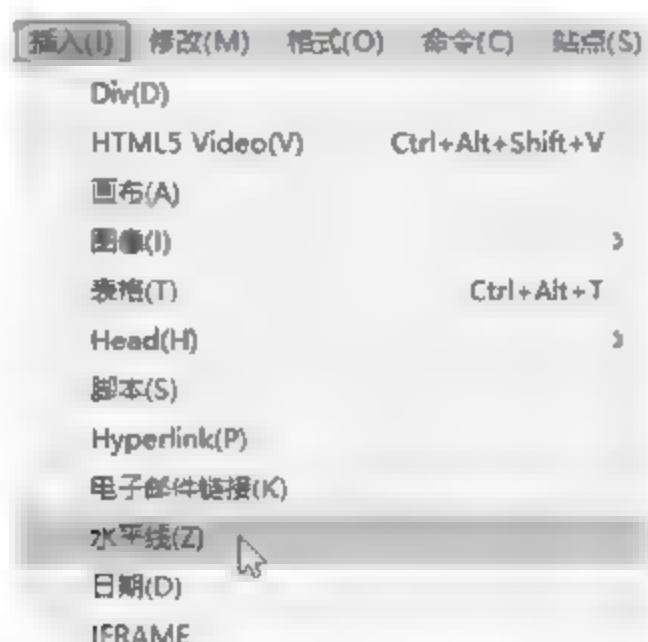 插入(I) 修改(M) 格式(O) 命令(C) 站点(S)
Div(D)
HTML5 Video(V) Ctrl+Alt+Shift+V
画布(A)
图像(I)
表格(T) Ctrl+Alt+T
Head(H)
脚本(S)
Hyperlink(P)
电子邮件链接(K)
水平线(Z)
日期(D)
IFRAME